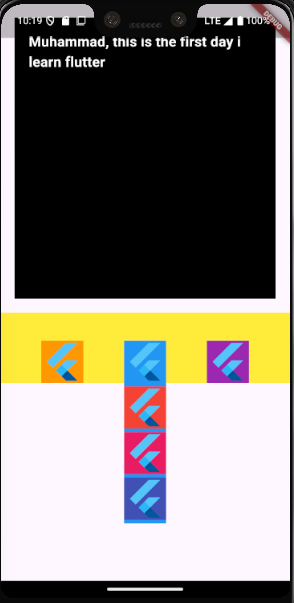 10:19 LTE 100%
DEBUG
Muhammad, this is the first day i
learn flutter